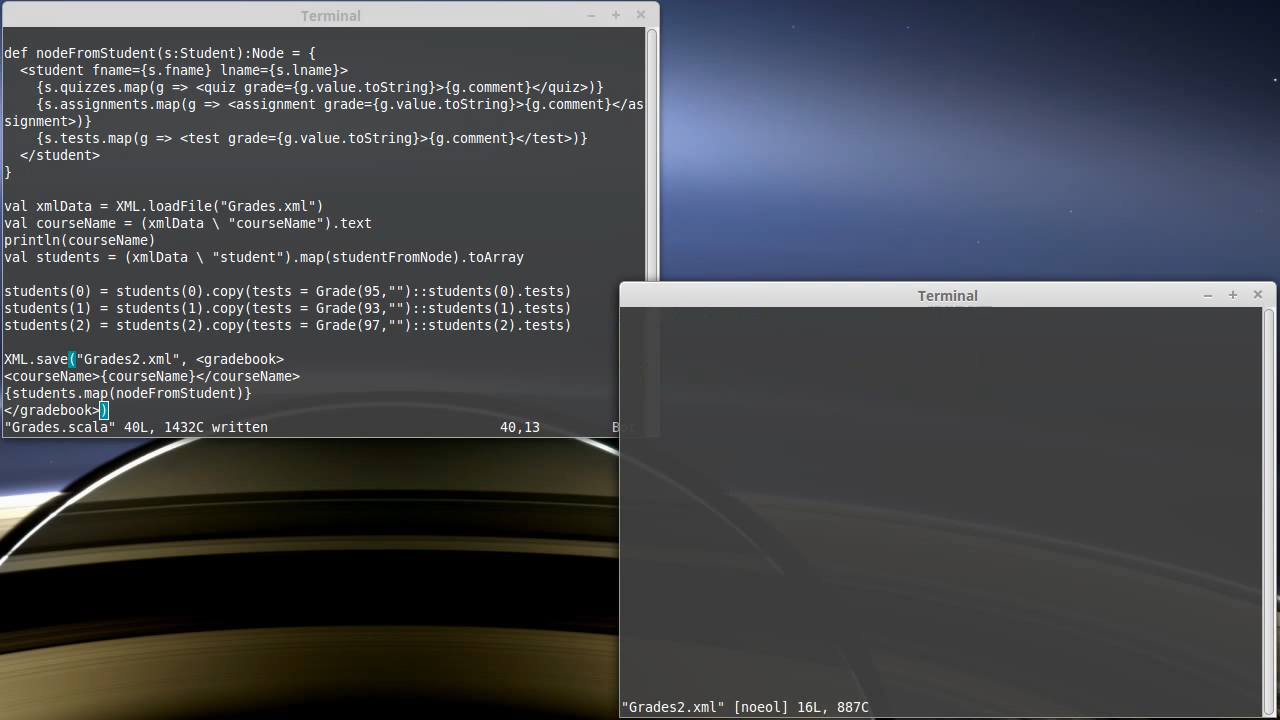 Terminal
def nodeFromStudent(s:Student):Node = {
  <student fname={s.fname} lname={s.lname}>
    {s.quizzes.map(g => <quiz grade={g.value.toString}>{g.comment}</quiz>)}
    {s.assignments.map(g => <assignment grade={g.value.toString}>{g.comment}</as
signment>)}
    {s.tests.map(g => <test grade={g.value.toString}>{g.comment}</test>)}
  </student>
}
val xmlData = XML.loadFile("Grades.xml")
val courseName = (xmlData \ "courseName").text
println(courseName)
val students = (xmlData \ "student").map(studentFromNode).toArray
students(0) = students(0).copy(tests = Grade(95,"")::students(0).tests)
students(1) = students(1).copy(tests = Grade(93,"")::students(1).tests)
students(2) = students(2).copy(tests = Grade(97,"")::students(2).tests)
XML.save("Grades2.xml", <gradebook>
<courseName>{courseName}</courseName>
{students.map(nodeFromStudent)}
</gradebook>)
"Grades.scala" 40L, 1432C written 40,13
Terminal
"Grades2.xml" [noeol] 16L, 887C